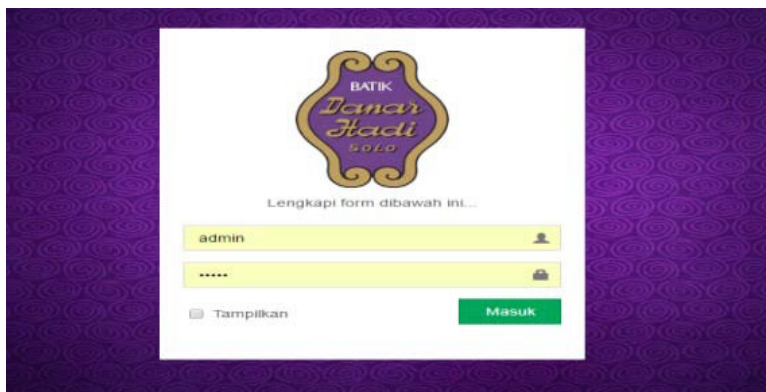 BATIK
Danar
Hadi
SOLO
Lengkapi form dibawah ini...
admin
•••••
Tampilkan
Masuk